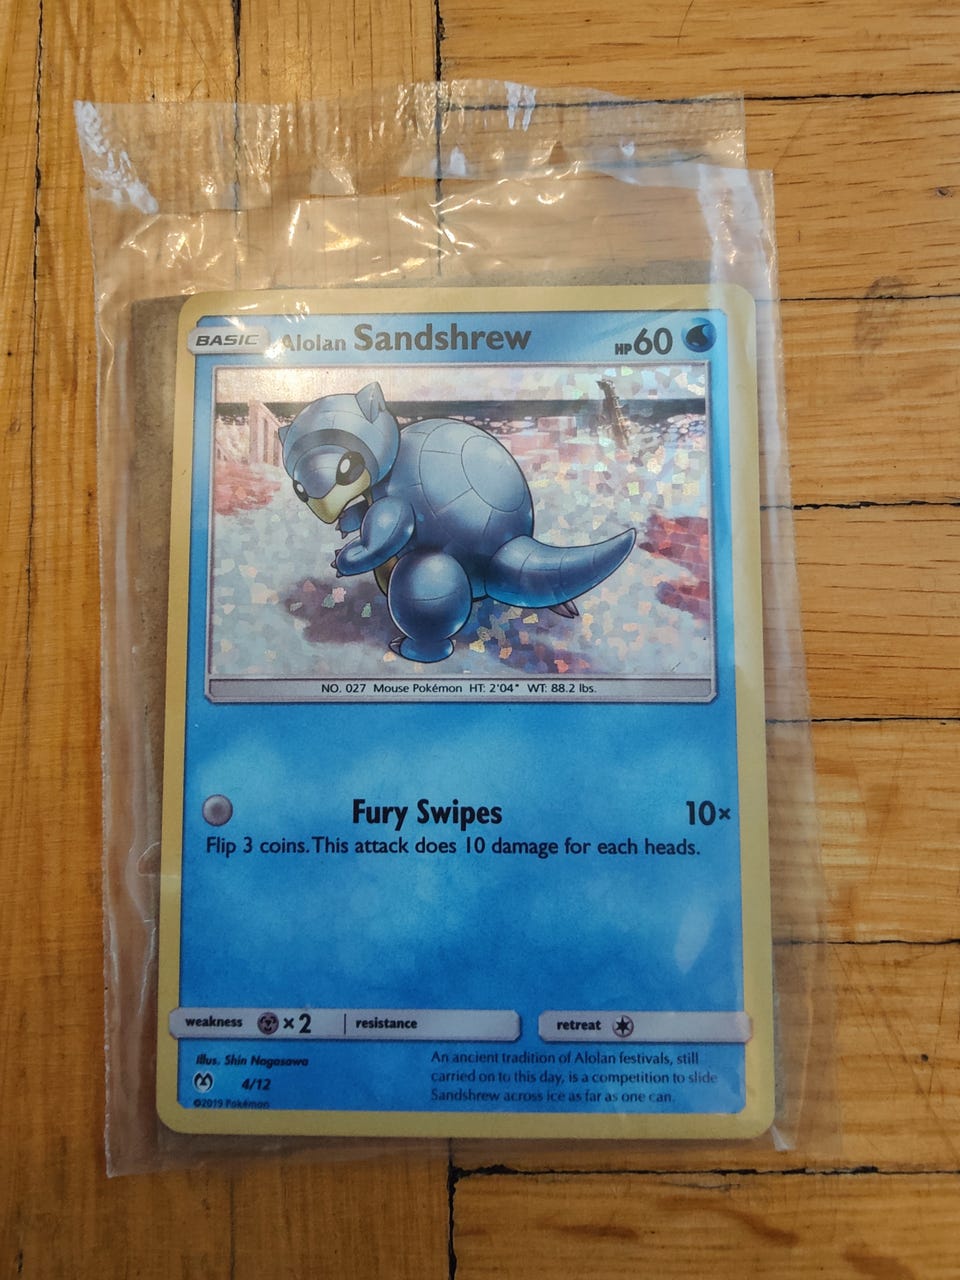 BASIC Alolan Sandshrew HP 60
NO. 027 Mouse Pokémon HT: 2'04" WT: 88.2 lbs.
Fury Swipes 10×
Flip 3 coins. This attack does 10 damage for each heads.
weakness ×2 resistance retreat
Illus. Shin Nagasawa
4/12
©2019 Pokémon
An ancient tradition of Alolan festivals, still
carried on to this day, is a competition to slide
Sandshrew across ice as far as one can.